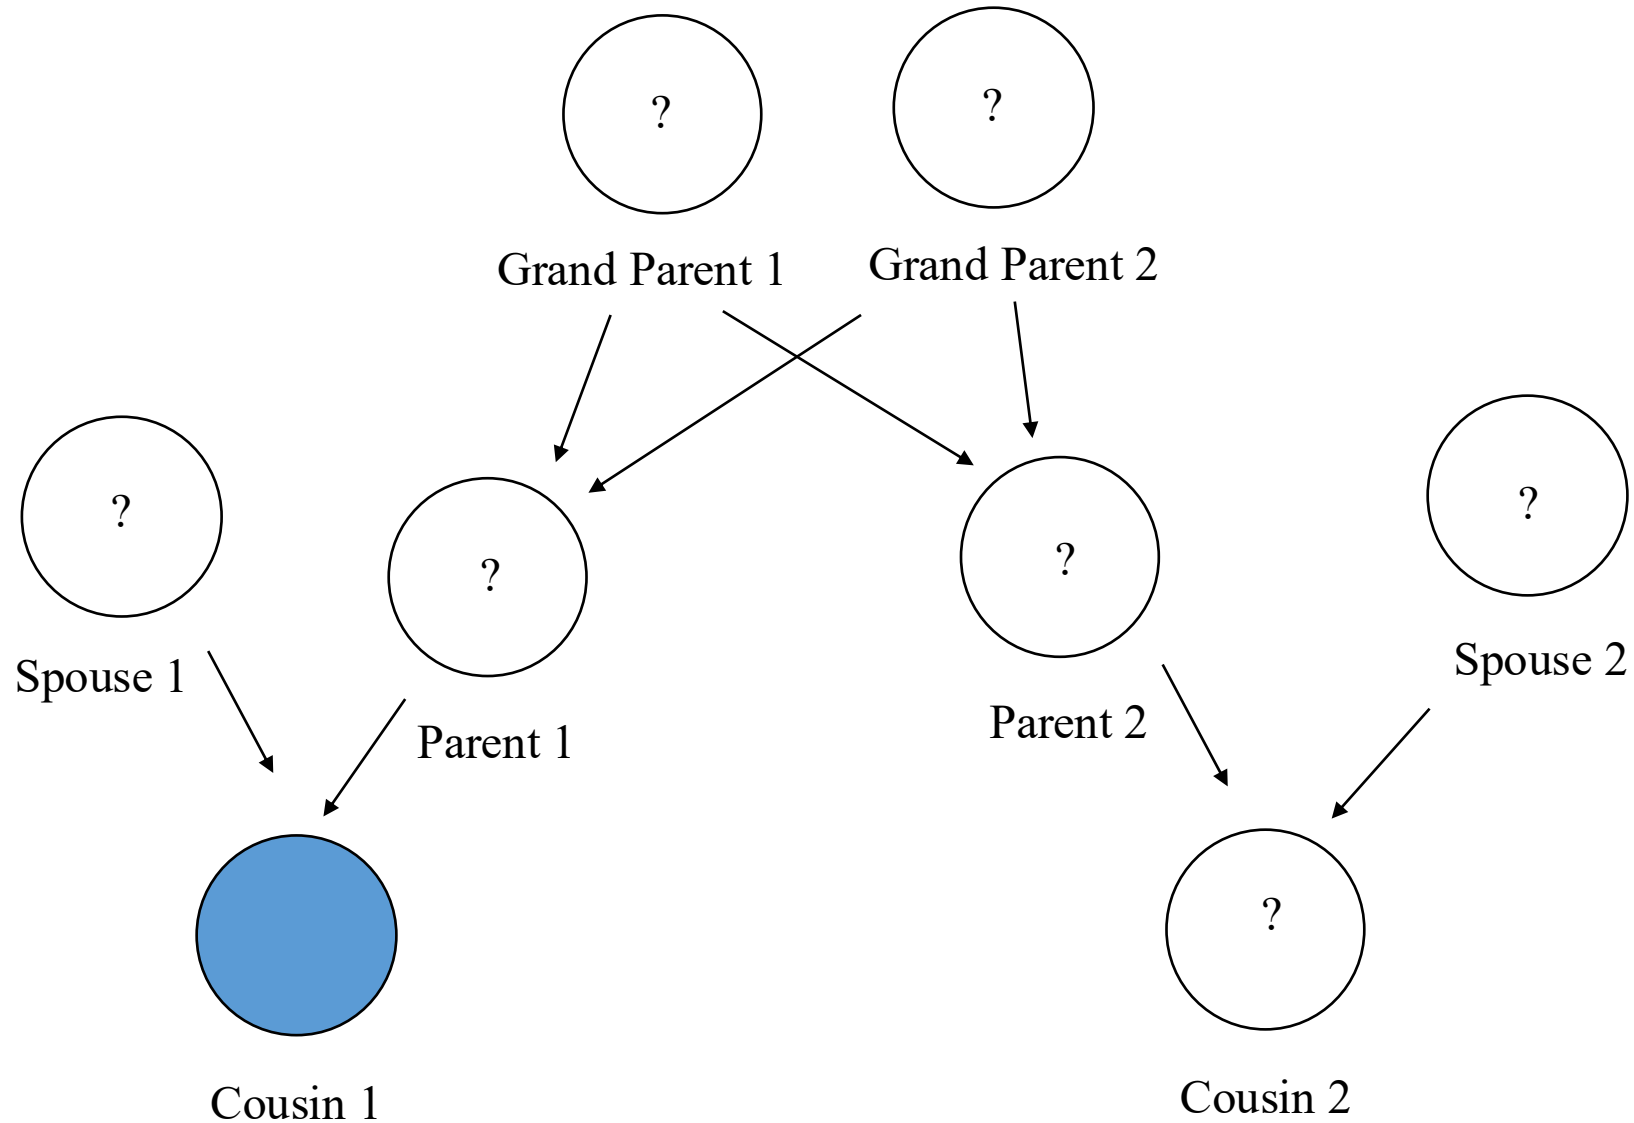 ?
?
Grand Parent 1
Grand Parent 2
?
?
?
?
Spouse 1
Parent 1
Parent 2
Spouse 2
?
Cousin 1
Cousin 2